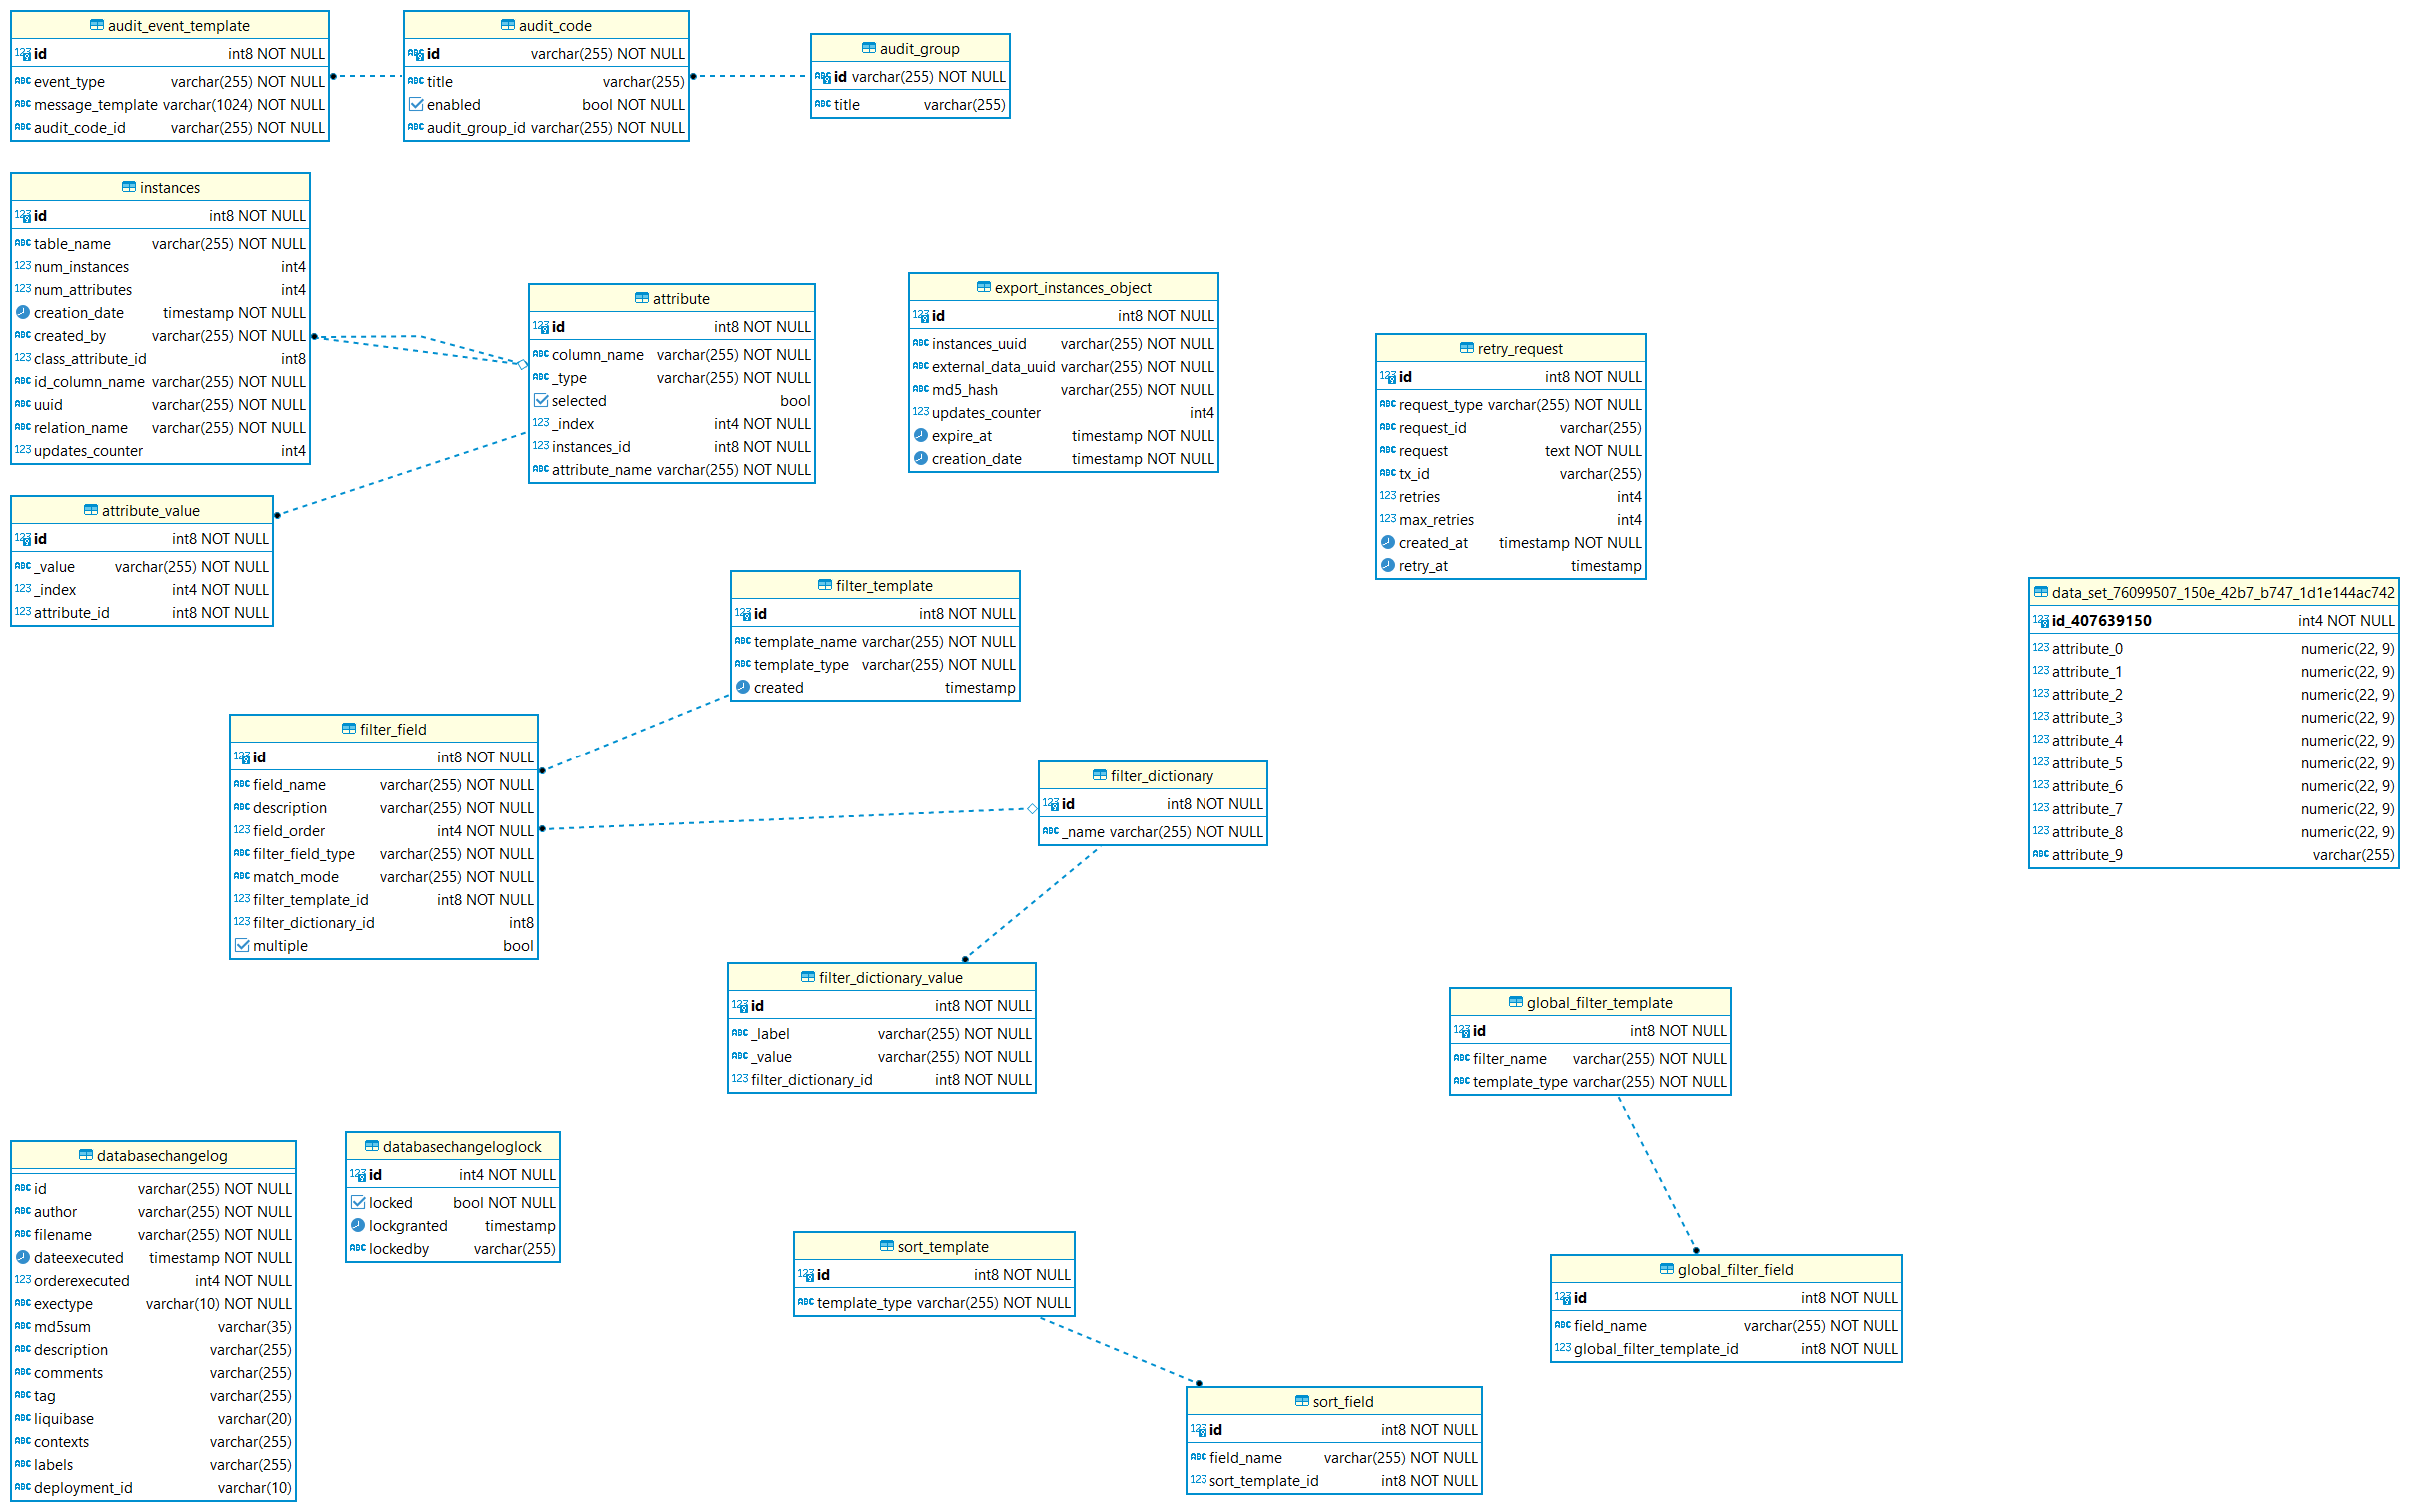 audit_event_template
id int8 NOT NULL
event_type varchar(255) NOT NULL
message_template varchar(1024) NOT NULL
audit_code_id varchar(255) NOT NULL
audit_code
id varchar(255) NOT NULL
title varchar(255)
enabled bool NOT NULL
audit_group_id varchar(255) NOT NULL
audit_group
id varchar(255) NOT NULL
title varchar(255)
instances
id int8 NOT NULL
table_name varchar(255) NOT NULL
num_instances int4
num_attributes int4
creation_date timestamp NOT NULL
created_by varchar(255) NOT NULL
class_attribute_id int8
id_column_name varchar(255) NOT NULL
uuid varchar(255) NOT NULL
relation_name varchar(255) NOT NULL
updates_counter int4
attribute
id int8 NOT NULL
column_name varchar(255) NOT NULL
_type varchar(255) NOT NULL
selected bool
_index int4 NOT NULL
instances_id int8 NOT NULL
attribute_name varchar(255) NOT NULL
export_instances_object
id int8 NOT NULL
instances_uuid varchar(255) NOT NULL
external_data_uuid varchar(255) NOT NULL
md5_hash varchar(255) NOT NULL
updates_counter int4
expire_at timestamp NOT NULL
creation_date timestamp NOT NULL
retry_request
id int8 NOT NULL
request_type varchar(255) NOT NULL
request_id varchar(255)
request text NOT NULL
tx_id varchar(255)
retries int4
max_retries int4
created_at timestamp NOT NULL
retry_at timestamp
attribute_value
id int8 NOT NULL
_value varchar(255) NOT NULL
_index int4 NOT NULL
attribute_id int8 NOT NULL
filter_template
id int8 NOT NULL
template_name varchar(255) NOT NULL
template_type varchar(255) NOT NULL
created timestamp
data_set_76099507_150e_42b7_b747_1d1e144ac742
id_407639150 int4 NOT NULL
attribute_0 numeric(22, 9)
attribute_1 numeric(22, 9)
attribute_2 numeric(22, 9)
attribute_3 numeric(22, 9)
attribute_4 numeric(22, 9)
attribute_5 numeric(22, 9)
attribute_6 numeric(22, 9)
attribute_7 numeric(22, 9)
attribute_8 numeric(22, 9)
attribute_9 varchar(255)
filter_field
id int8 NOT NULL
field_name varchar(255) NOT NULL
description varchar(255) NOT NULL
field_order int4 NOT NULL
filter_field_type varchar(255) NOT NULL
match_mode varchar(255) NOT NULL
filter_template_id int8 NOT NULL
filter_dictionary_id int8
multiple bool
filter_dictionary
id int8 NOT NULL
_name varchar(255) NOT NULL
filter_dictionary_value
id int8 NOT NULL
_label varchar(255) NOT NULL
_value varchar(255) NOT NULL
filter_dictionary_id int8 NOT NULL
global_filter_template
id int8 NOT NULL
filter_name varchar(255) NOT NULL
template_type varchar(255) NOT NULL
databasechangelog
id varchar(255) NOT NULL
author varchar(255) NOT NULL
filename varchar(255) NOT NULL
dateexecuted timestamp NOT NULL
orderexecuted int4 NOT NULL
exectype varchar(10) NOT NULL
md5sum varchar(35)
description varchar(255)
comments varchar(255)
tag varchar(255)
liquibase varchar(20)
contexts varchar(255)
labels varchar(255)
deployment_id varchar(10)
databasechangeloglock
id int4 NOT NULL
locked bool NOT NULL
lockgranted timestamp
lockedby varchar(255)
sort_template
id int8 NOT NULL
template_type varchar(255) NOT NULL
global_filter_field
id int8 NOT NULL
field_name varchar(255) NOT NULL
global_filter_template_id int8 NOT NULL
sort_field
id int8 NOT NULL
field_name varchar(255) NOT NULL
sort_template_id int8 NOT NULL